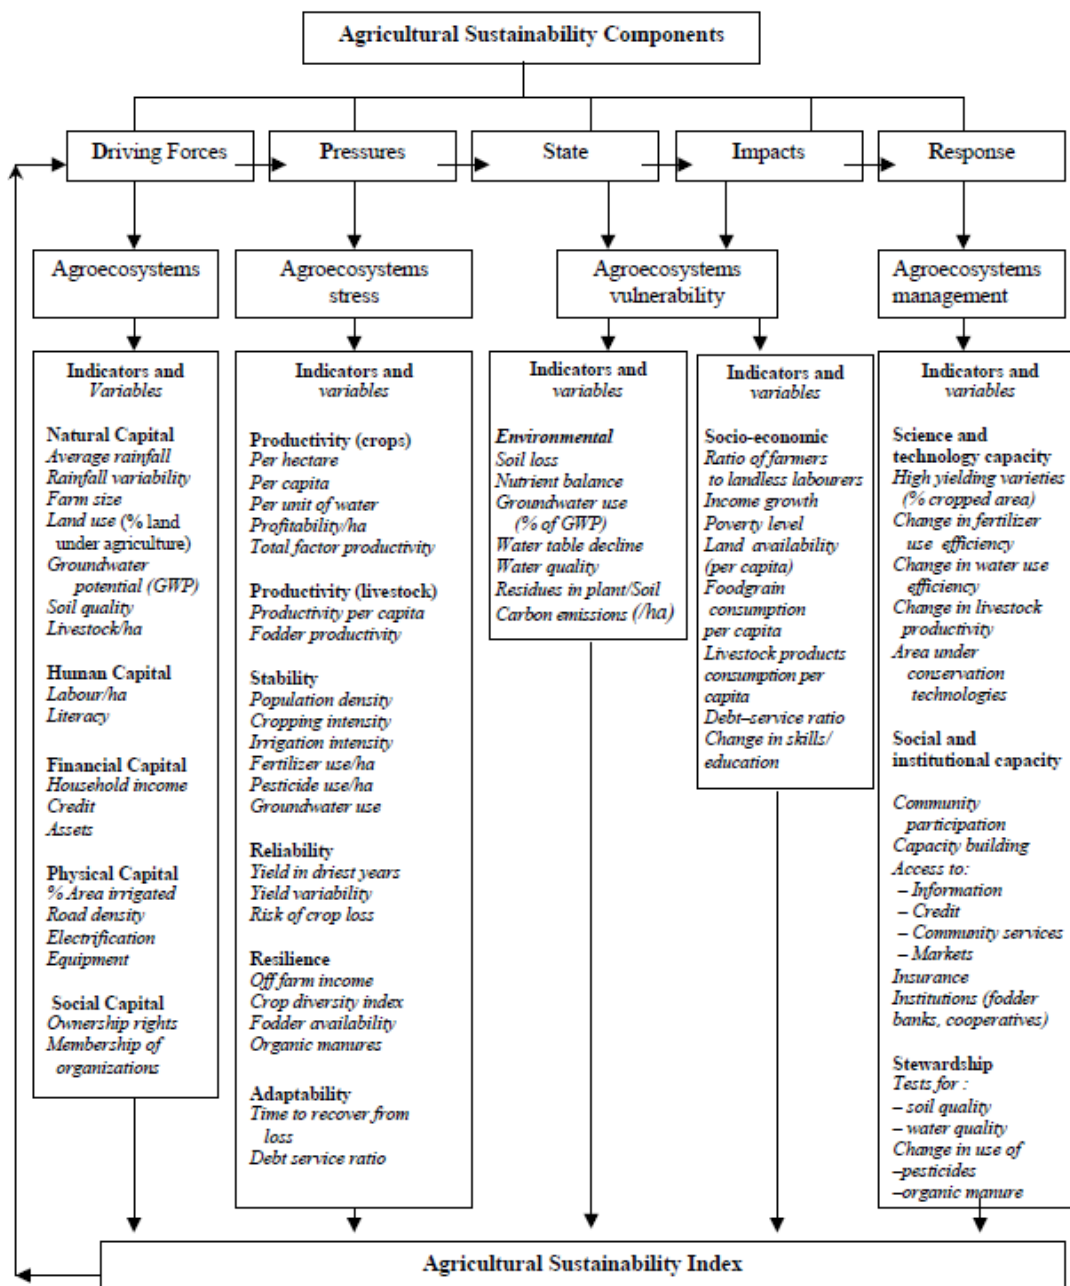 Agricultural Sustainability Components
Driving Forces
Pressures
State
Impacts
Response
Agroecosystems
Agroecosystems
stress
Agroecosystems
vulnerability
Agroecosystems
management
Indicators and
Variables
Natural Capital
Average rainfall
Rainfall variability
Farm size
Land use (% land
under agriculture)
Groundwater
potential (GWP)
Soil quality
Livestock/ha
Human Capital
Labour/ha
Literacy
Financial Capital
Household income
Credit
Assets
Physical Capital
% Area irrigated
Road density
Electrification
Equipment
Social Capital
Ownership rights
Membership of
organizations
Indicators and
variables
Productivity (crops)
Per hectare
Per capita
Per unit of water
Profitability/ha
Total factor productivity
Productivity (livestock)
Productivity per capita
Fodder productivity
Stability
Population density
Cropping intensity
Irrigation intensity
Fertilizer use/ha
Pesticide use/ha
Groundwater use
Reliability
Yield in driest years
Yield variability
Risk of crop loss
Resilience
Off farm income
Crop diversity index
Fodder availability
Organic manures
Adaptability
Time to recover from
loss
Debt service ratio
Indicators and
variables
Environmental
Soil loss
Nutrient balance
Groundwater use
(% of GWP)
Water table decline
Water quality
Residues in plant/Soil
Carbon emissions (/ha)
Indicators and
variables
Socio-economic
Ratio of farmers
to landless labourers
Income growth
Poverty level
Land availability
(per capita)
Foodgrain
consumption
per capita
Livestock products
consumption per
capita
Debt–service ratio
Change in skills/
education
Indicators and
variables
Science and
technology capacity
High yielding varieties
(% cropped area)
Change in fertilizer
use efficiency
Change in water use
efficiency
Change in livestock
productivity
Area under
conservation
technologies
Social and
institutional capacity
Community
participation
Capacity building
Access to:
– Information
– Credit
– Community services
– Markets
Insurance
Institutions (fodder
banks, cooperatives)
Stewardship
Tests for :
– soil quality
– water quality
Change in use of
–pesticides
–organic manure
Agricultural Sustainability Index